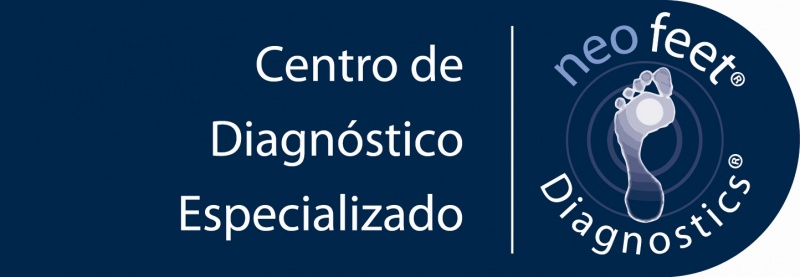 Centro de
Diagnóstico
Especializado
neo feet®
Diagnostics®